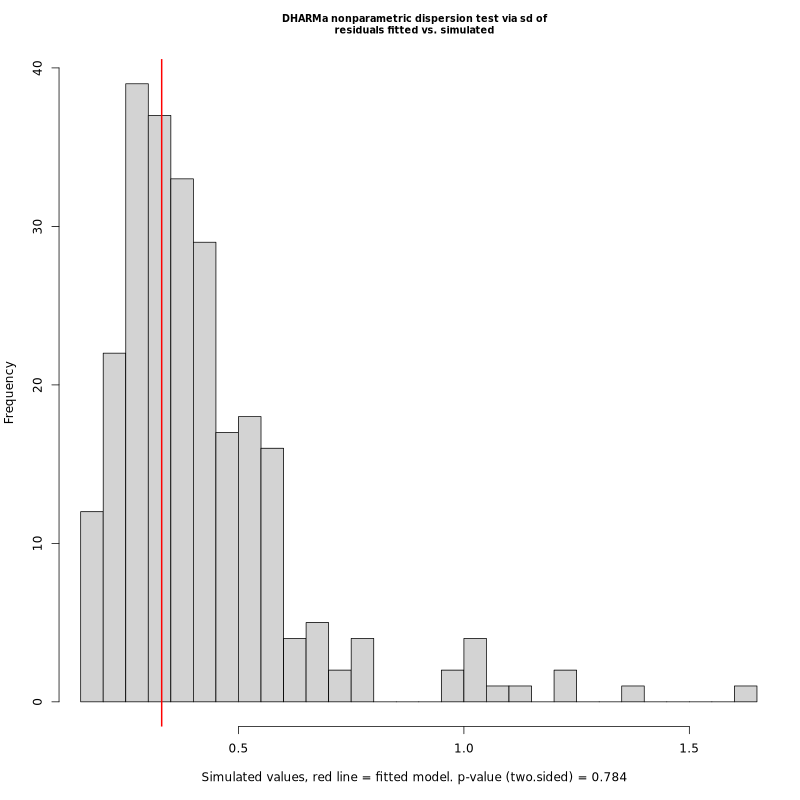 DHARMa nonparametric dispersion test via sd of
residuals fitted vs. simulated
40
30
20
10
0
Frequency
0.5 1.0 1.5
Simulated values, red line = fitted model. p-value (two.sided) = 0.784